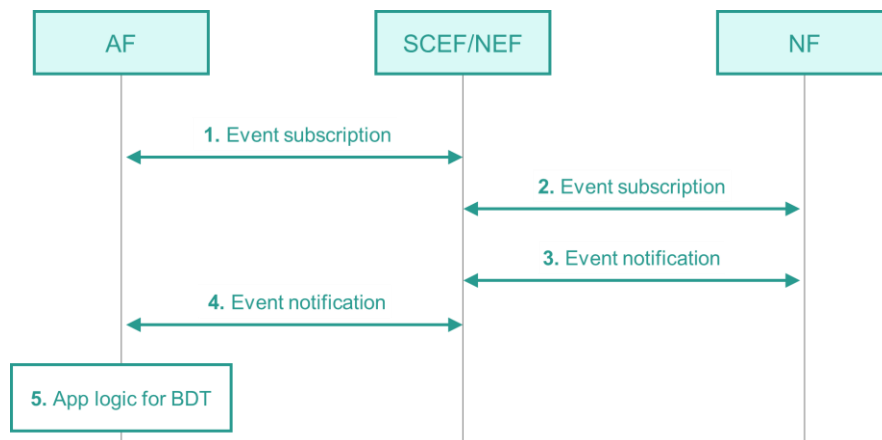 AF
SCEF/NEF
NF
1. Event subscription
2. Event subscription
3. Event notification
4. Event notification
5. App logic for BDT